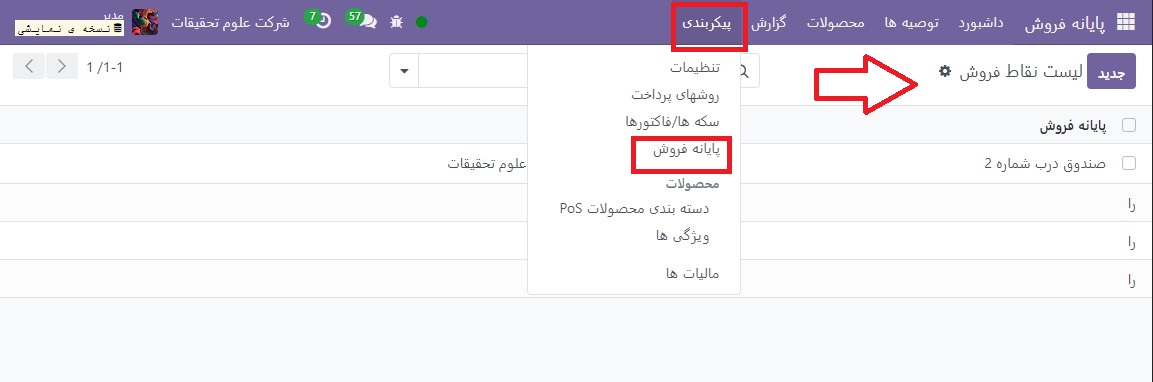 پایانه فروش داشبورد توصیه ها محصولات گزارش پیکربندی 57 7 شرکت علوم تحقیقات مدیر
نسخه ی نمایشی
جدید لیست نقاط فروش 1-1/ 1
تنظیمات
روشهای پرداخت
سکه ها/فاکتورها
پایانه فروش
محصولات
دسته بندی محصولات PoS
ویژگی ها
مالیات ها
پایانه فروش
صندوق درب شماره 2 علوم تحقیقات
را
را
را